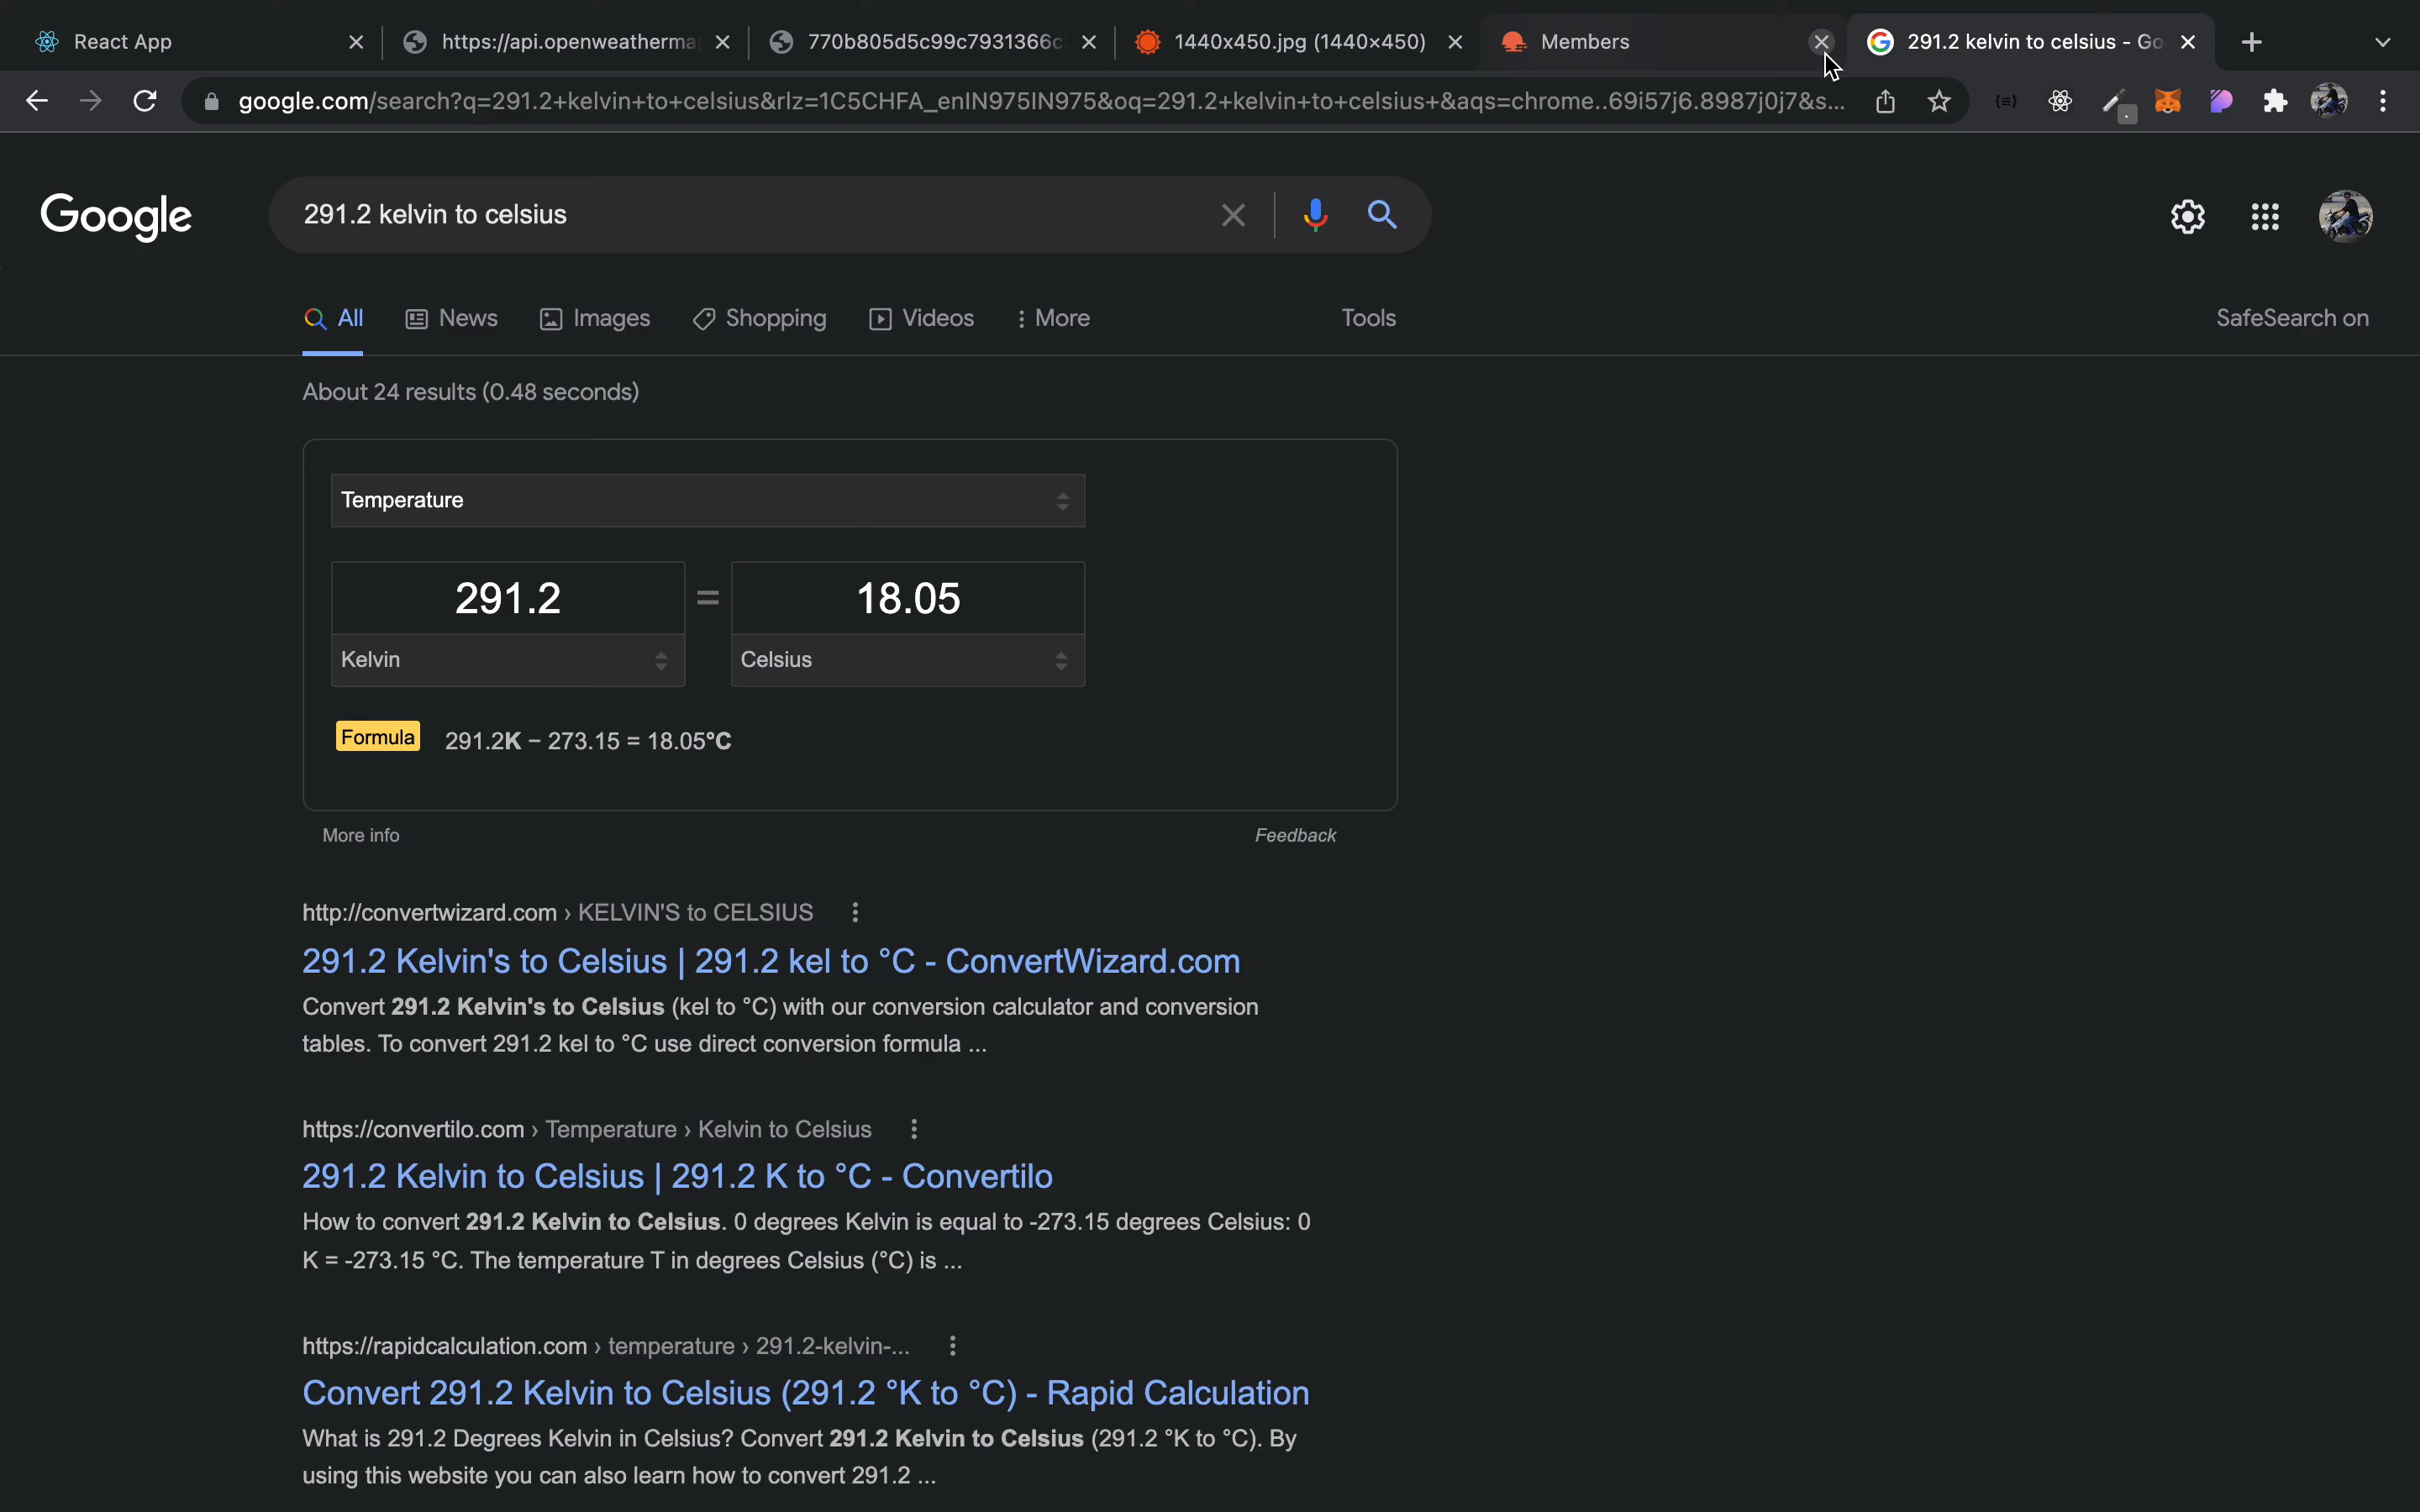 React App
https://api.openweatherma
770b805d5c99c7931366c
1440x450.jpg (1440×450)
Members
291.2 kelvin to celsius - Go
google.com/search?q=291.2+kelvin+to+celsius&rlz=1C5CHFA_enIN975IN975&oq=291.2+kelvin+to+celsius+&aqs=chrome..69i57j6.8987j0j7&s...
Google
291.2 kelvin to celsius
All
News
Images
Shopping
Videos
More
Tools
SafeSearch on
About 24 results (0.48 seconds)
Temperature
291.2
=
18.05
Kelvin
Celsius
Formula
291.2K − 273.15 = 18.05°C
More info
Feedback
http://convertwizard.com › KELVIN'S to CELSIUS
291.2 Kelvin's to Celsius | 291.2 kel to °C - ConvertWizard.com
Convert 291.2 Kelvin's to Celsius (kel to °C) with our conversion calculator and conversion
tables. To convert 291.2 kel to °C use direct conversion formula ...
https://convertilo.com › Temperature › Kelvin to Celsius
291.2 Kelvin to Celsius | 291.2 K to °C - Convertilo
How to convert 291.2 Kelvin to Celsius. 0 degrees Kelvin is equal to -273.15 degrees Celsius: 0
K = -273.15 °C. The temperature T in degrees Celsius (°C) is ...
https://rapidcalculation.com › temperature › 291.2-kelvin-...
Convert 291.2 Kelvin to Celsius (291.2 °K to °C) - Rapid Calculation
What is 291.2 Degrees Kelvin in Celsius? Convert 291.2 Kelvin to Celsius (291.2 °K to °C). By
using this website you can also learn how to convert 291.2 ...